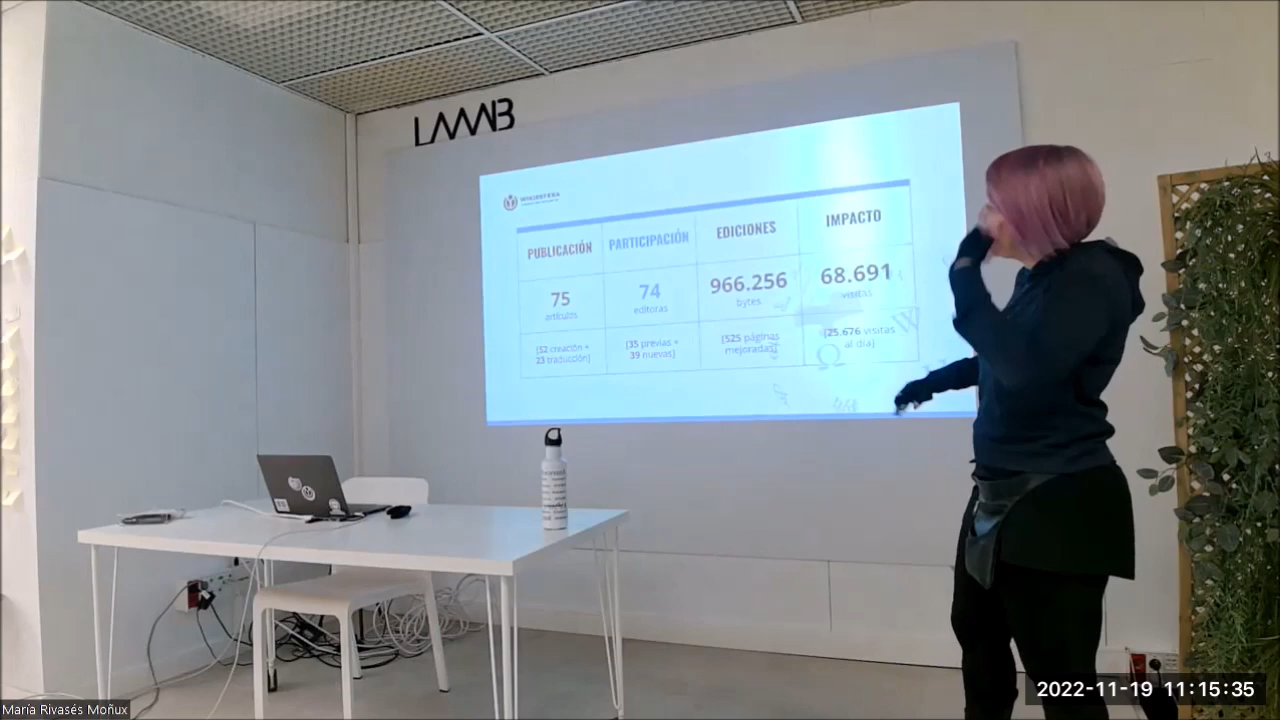 LAAAB
WIKIESFERA
PUBLICACIÓN
PARTICIPACIÓN
EDICIONES
IMPACTO
75
artículos
74
editoras
966.256
bytes
68.691
visitas
[52 creación +
23 traducción]
[35 previas +
39 nuevas]
[525 páginas
mejoradas]
[25.676 visitas
al día]
María Rivasés Moñux
2022-11-19 11:15:35